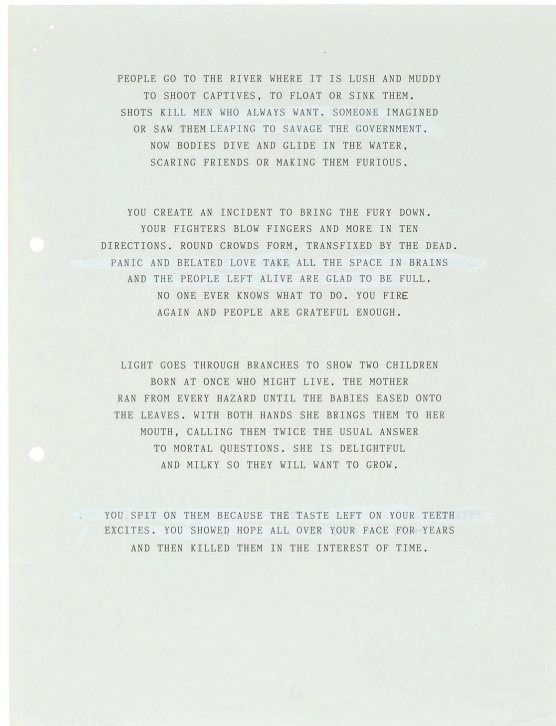 PEOPLE GO TO THE RIVER WHERE IT IS LUSH AND MUDDY
TO SHOOT CAPTIVES, TO FLOAT OR SINK THEM.
SHOTS KILL MEN WHO ALWAYS WANT. SOMEONE IMAGINED
OR SAW THEM LEAPING TO SAVAGE THE GOVERNMENT.
NOW BODIES DIVE AND GLIDE IN THE WATER,
SCARING FRIENDS OR MAKING THEM FURIOUS.
YOU CREATE AN INCIDENT TO BRING THE FURY DOWN.
YOUR FIGHTERS BLOW FINGERS AND MORE IN TEN
DIRECTIONS. ROUND CROWDS FORM, TRANSFIXED BY THE DEAD.
PANIC AND BELATED LOVE TAKE ALL THE SPACE IN BRAINS
AND THE PEOPLE LEFT ALIVE ARE GLAD TO BE FULL.
NO ONE EVER KNOWS WHAT TO DO. YOU FIRE
AGAIN AND PEOPLE ARE GRATEFUL ENOUGH.
LIGHT GOES THROUGH BRANCHES TO SHOW TWO CHILDREN
BORN AT ONCE WHO MIGHT LIVE. THE MOTHER
RAN FROM EVERY HAZARD UNTIL THE BABIES EASED ONTO
THE LEAVES. WITH BOTH HANDS SHE BRINGS THEM TO HER
MOUTH, CALLING THEM TWICE THE USUAL ANSWER
TO MORTAL QUESTIONS. SHE IS DELIGHTFUL
AND MILKY SO THEY WILL WANT TO GROW.
YOU SPIT ON THEM BECAUSE THE TASTE LEFT ON YOUR TEETH
EXCITES. YOU SHOWED HOPE ALL OVER YOUR FACE FOR YEARS
AND THEN KILLED THEM IN THE INTEREST OF TIME.